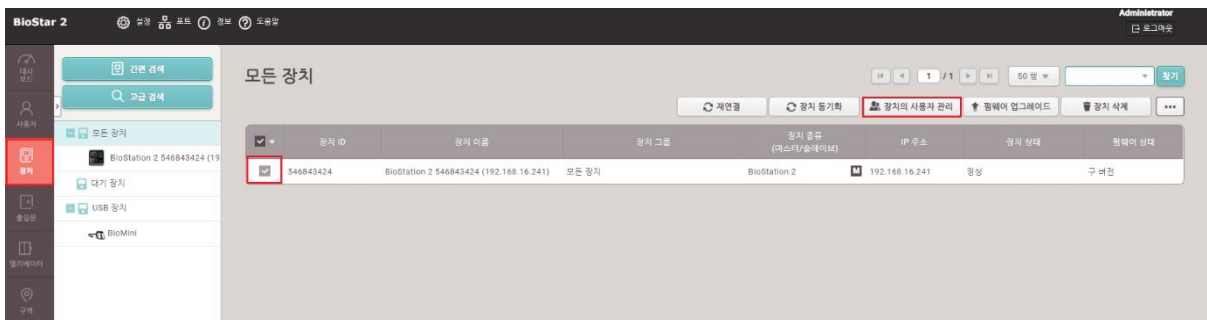 BioStar 2
설정 포트 정보 도움말
Administrator
로그아웃
대시
보드
사용자
장치
출입문
엘리베이터
구역
간편 검색
고급 검색
모든 장치
BioStation 2 546843424 (19
대기 장치
USB 장치
BioMini
모든 장치
1 / 1
50 행
찾기
재연결
장치 동기화
장치의 사용자 관리
펌웨어 업그레이드
장치 삭제
•••
장치 ID 장치 이름 장치 그룹 장치 종류 (마스터/슬레이브) IP 주소 장치 상태 펌웨어 상태
546843424 BioStation 2 546843424 (192.168.16.241) 모든 장치 BioStation 2 M 192.168.16.241 정상 구 버전